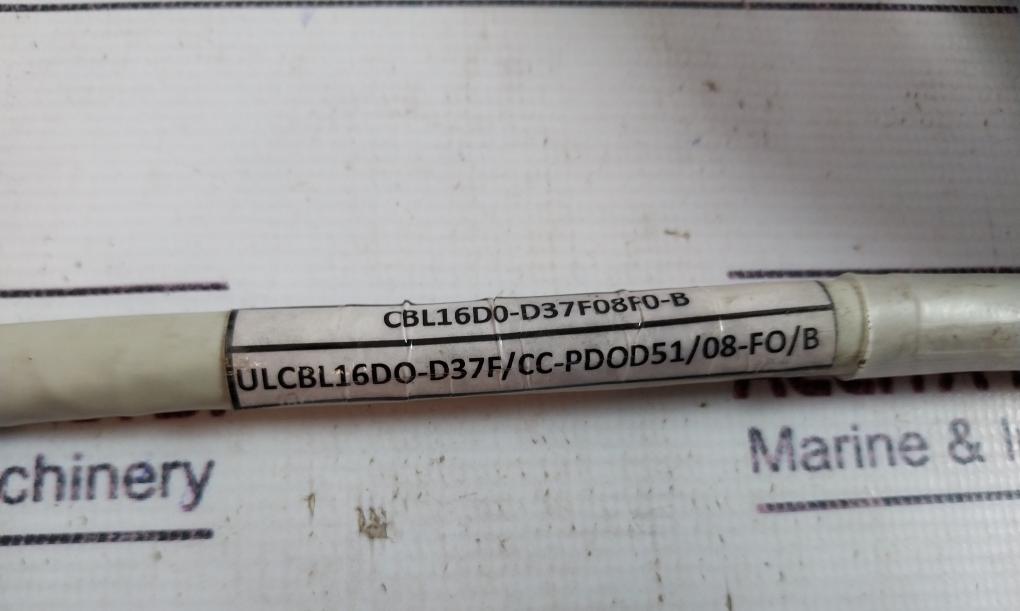 CBL16D0-D37F08F0-B
ULCBL16DO-D37F/CC-PDOD51/08-FO/B
chinery
Marine &